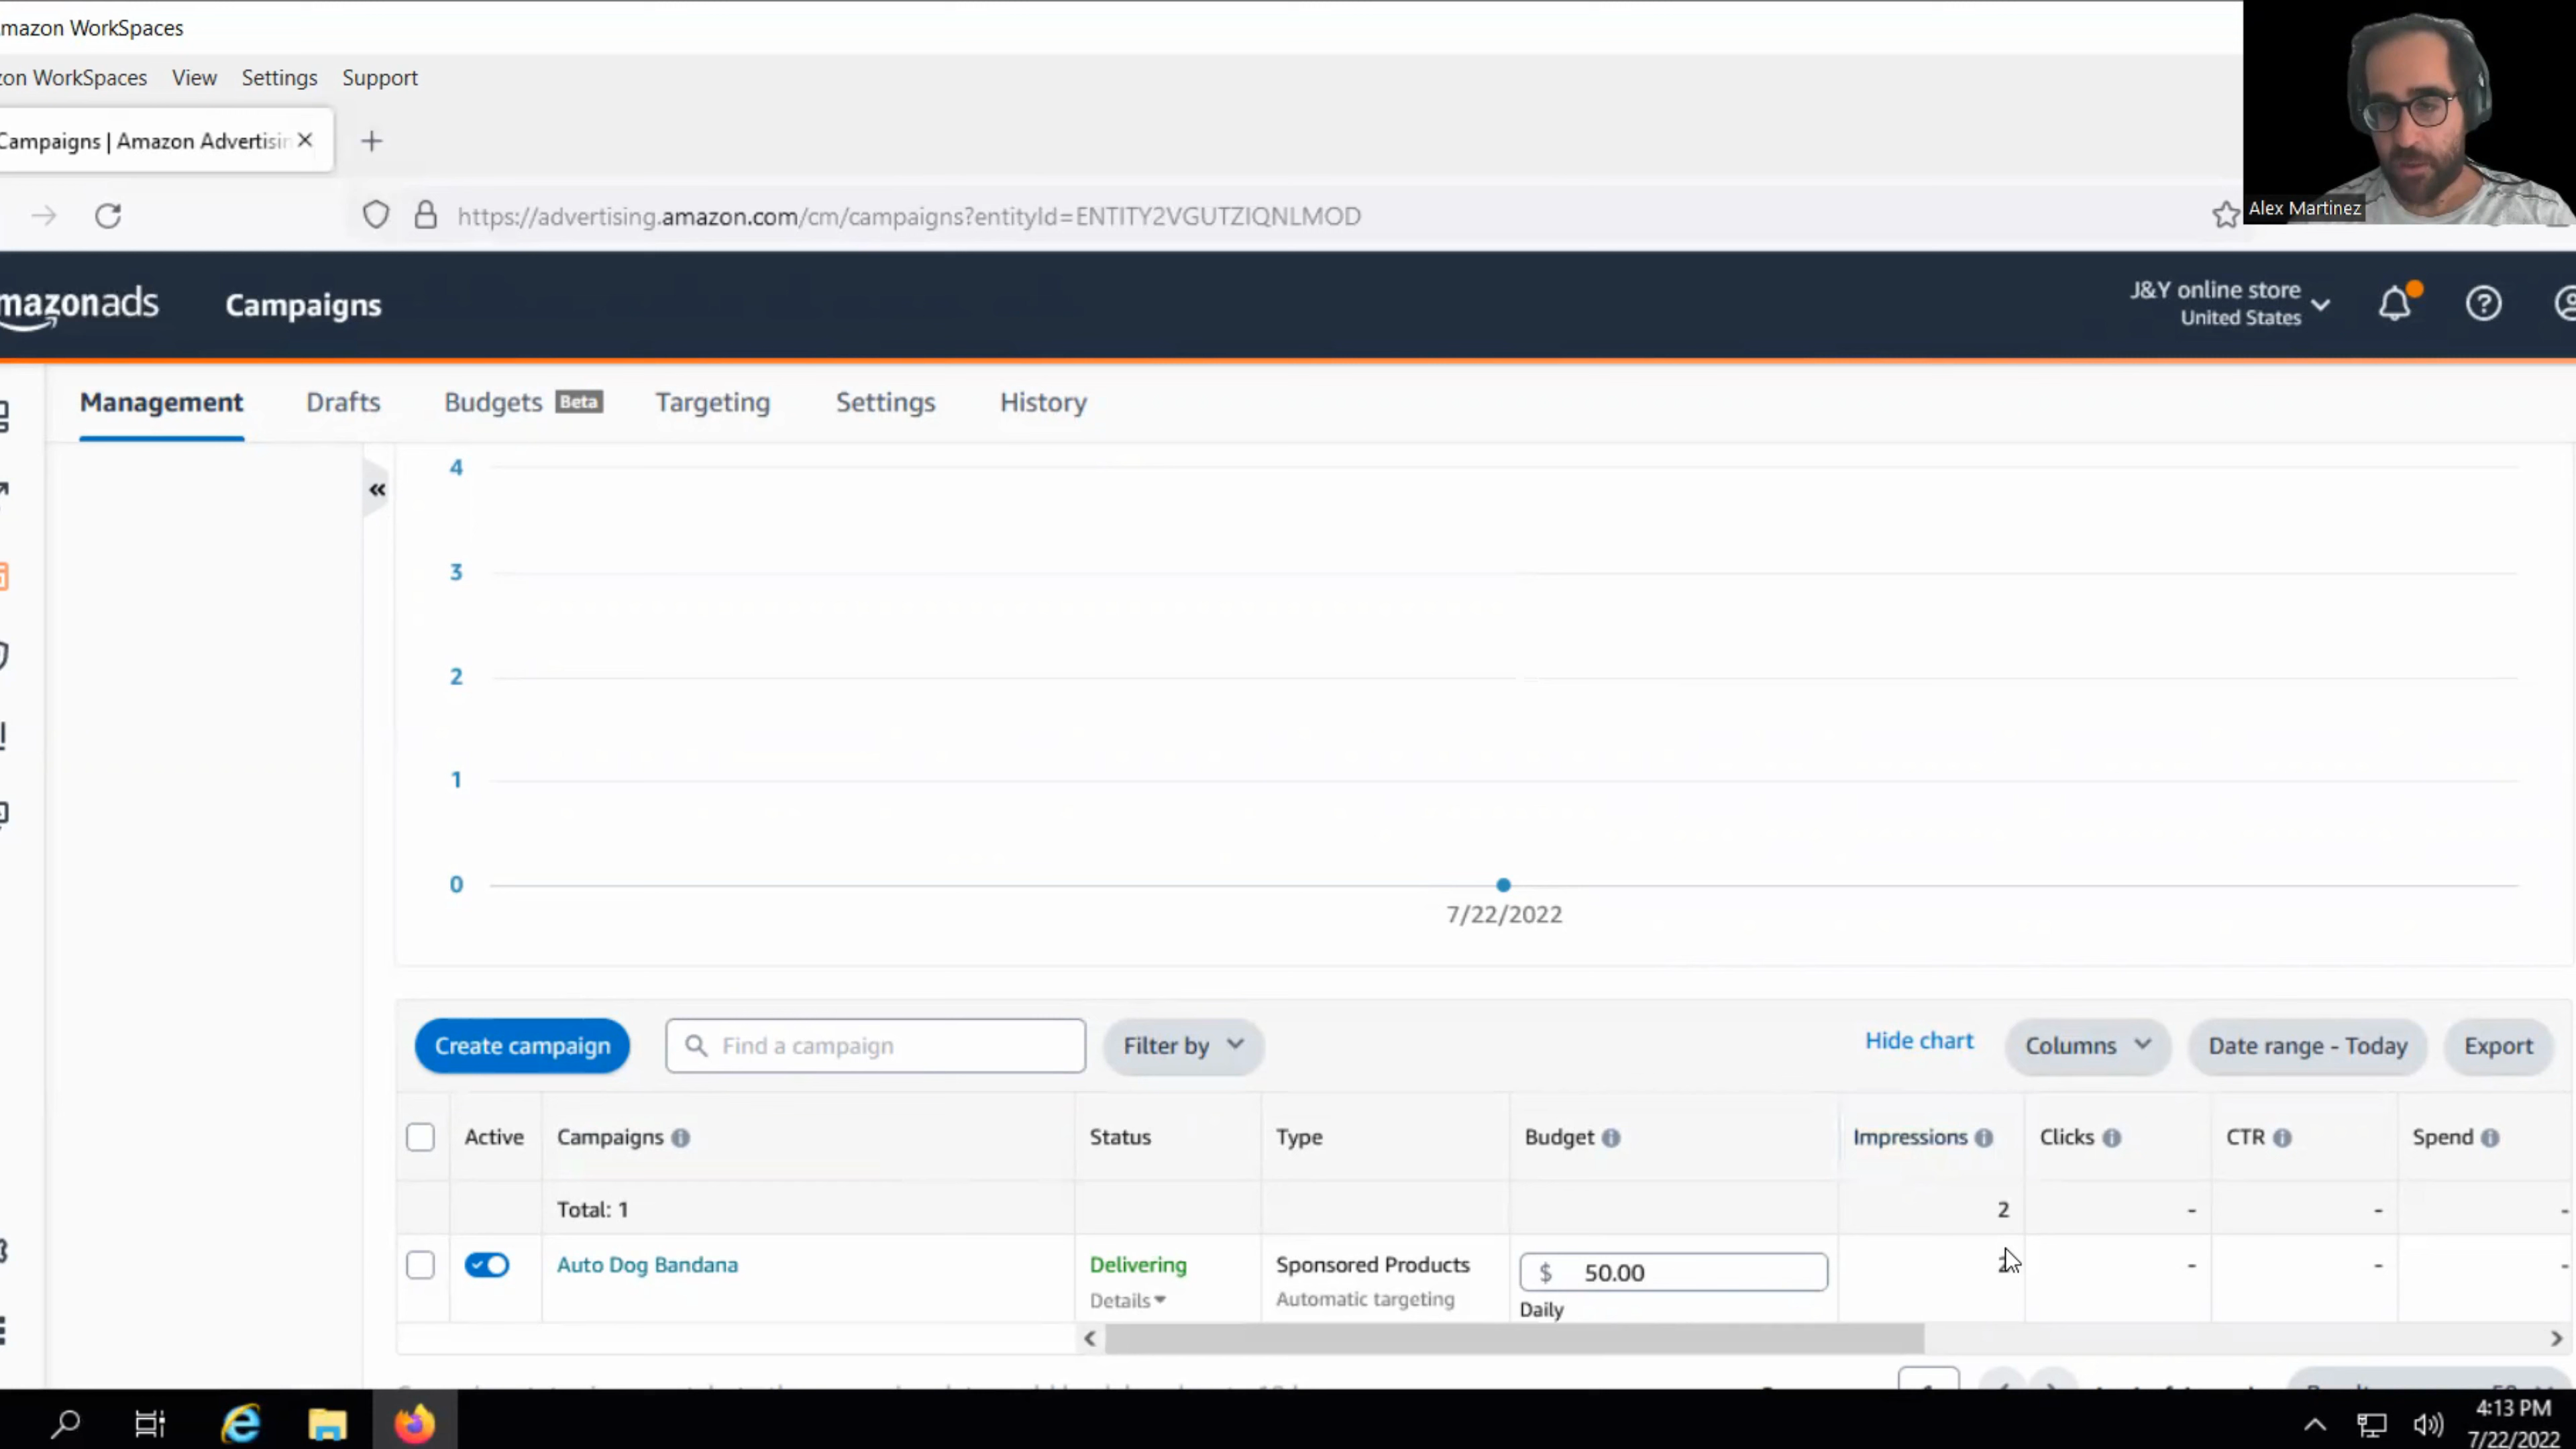 mazon WorkSpaces
zon WorkSpaces View Settings Support
Campaigns | Amazon Advertisin
https://advertising.amazon.com/cm/campaigns?entityId=ENTITY2VGUTZIQNLMOD
Alex Martinez
mazonads Campaigns
J&Y online store
United States
Management Drafts Budgets Beta Targeting Settings History
4
3
2
1
0
7/22/2022
Create campaign Find a campaign Filter by Hide chart Columns Date range - Today Export
Active Campaigns Status Type Budget Impressions Clicks CTR Spend
Total: 1 2 - - -
Auto Dog Bandana Delivering Sponsored Products $ 50.00 - - -
Details Automatic targeting Daily
4:13 PM
7/22/2022